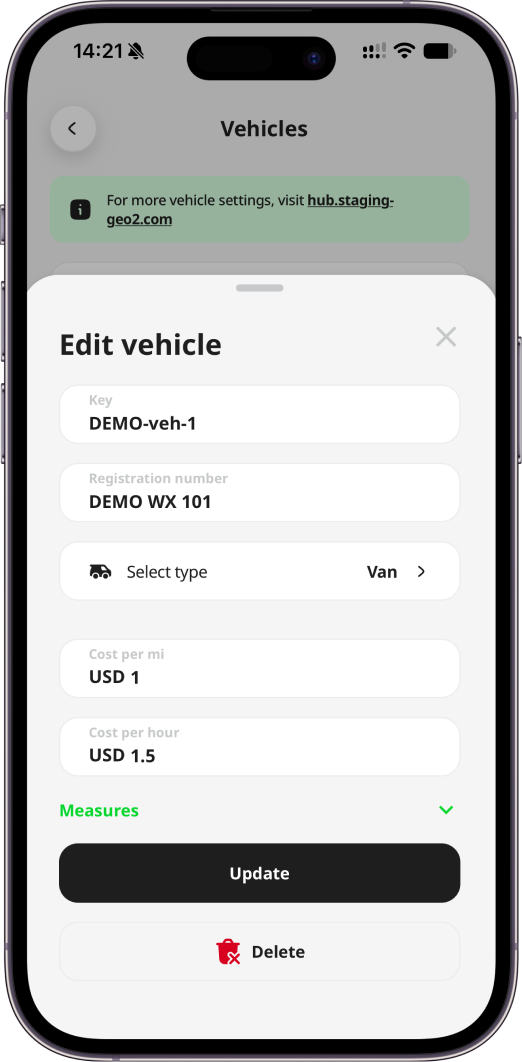 14:21
Vehicles
For more vehicle settings, visit hub.staging-
geo2.com
Edit vehicle
Key
DEMO-veh-1
Registration number
DEMO WX 101
Select type
Van
Cost per mi
USD 1
Cost per hour
USD 1.5
Measures
Update
Delete